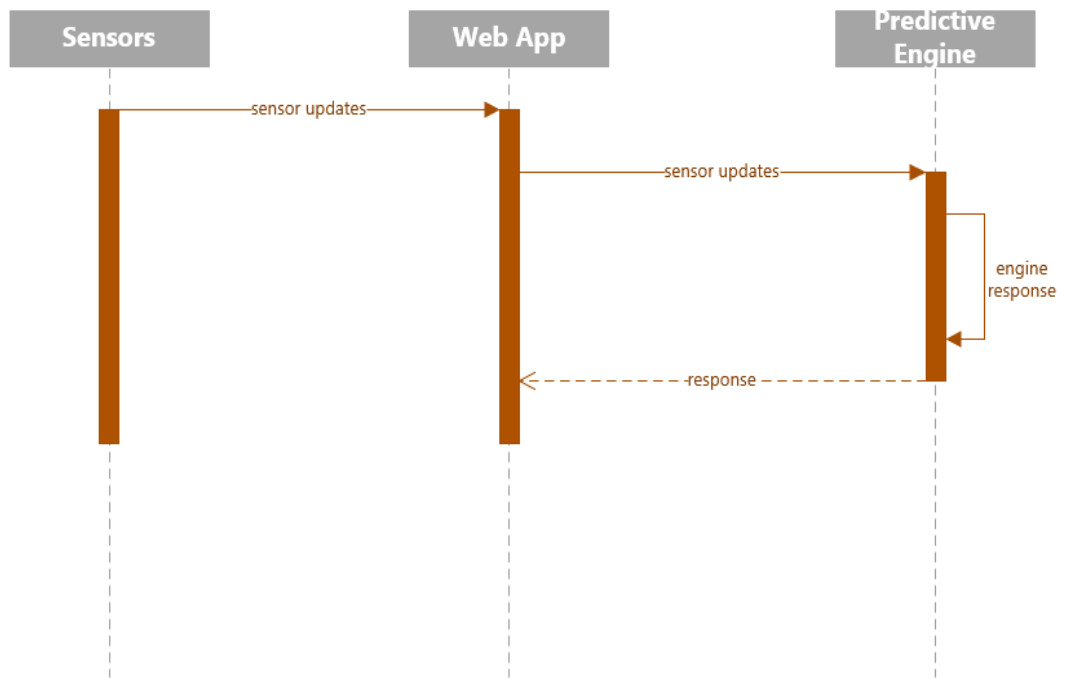 Sensors
Web App
Predictive
Engine
sensor updates
sensor updates
engine
response
response